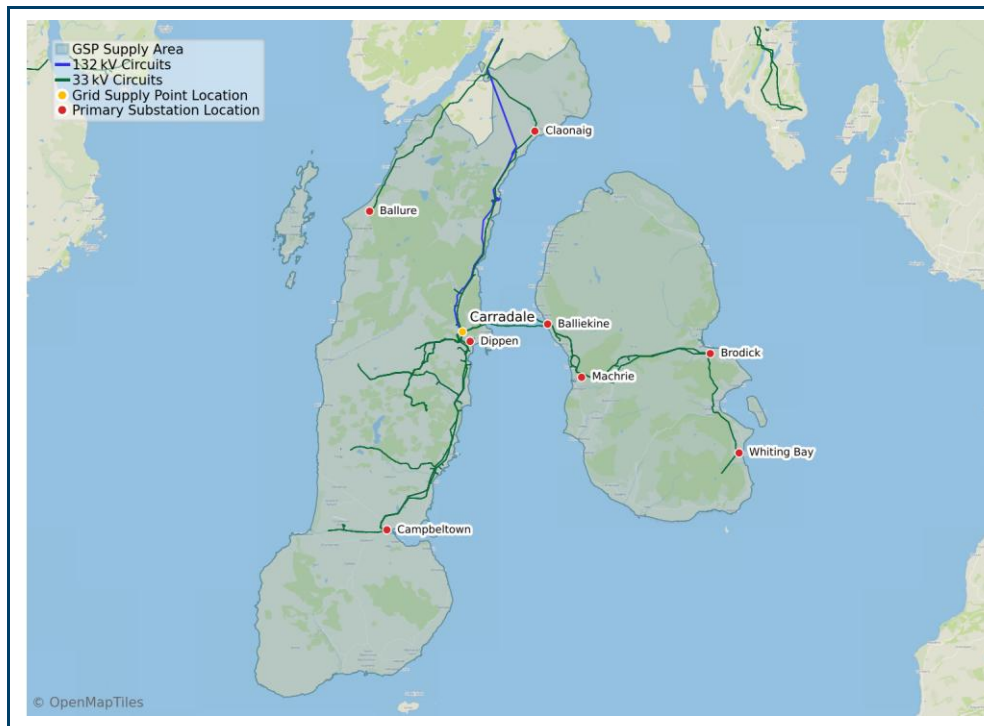 GSP Supply Area
132 kV Circuits
33 kV Circuits
Grid Supply Point Location
Primary Substation Location
Claonaig
Ballure
Carradale
Balliekine
Dippen
Brodick
Machrie
Whiting Bay
Campbeltown
© OpenMapTiles